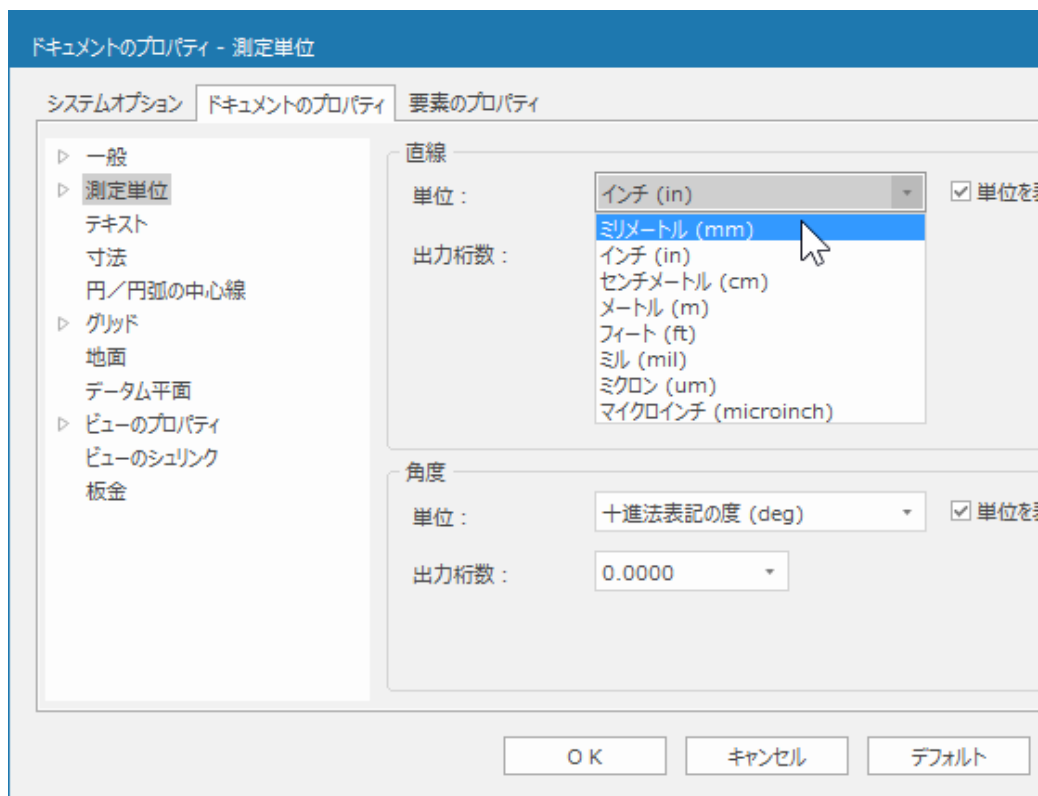 ドキュメントのプロパティ - 測定単位
システムオプション ドキュメントのプロパティ 要素のプロパティ
一般
測定単位
テキスト
寸法
円／円弧の中心線
グリッド
地面
データム平面
ビューのプロパティ
ビューのシュリンク
板金
直線
単位 : インチ (in) 単位を
ミリメートル (mm)
インチ (in)
センチメートル (cm)
メートル (m)
フィート (ft)
ミル (mil)
ミクロン (um)
マイクロインチ (microinch)
出力桁数 :
角度
単位 : 十進法表記の度 (deg) 単位を
出力桁数 : 0.0000
ＯＫ キャンセル デフォルト